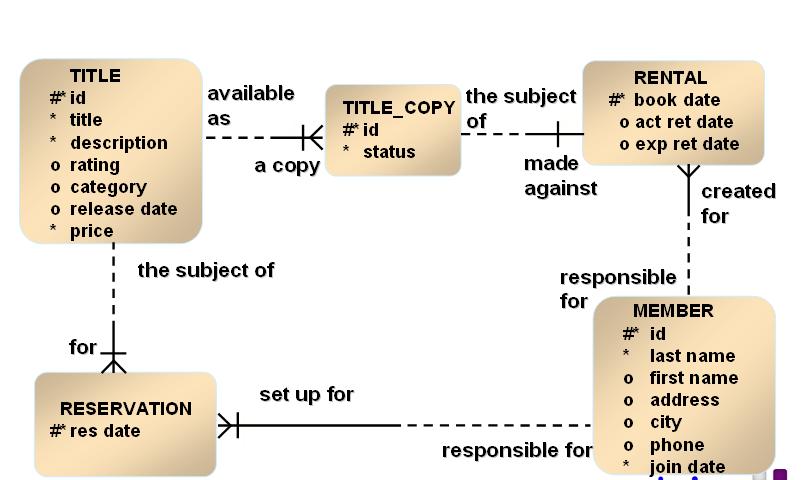 TITLE
#* id
* title
* description
o rating
o category
o release date
* price
available
as
a copy
TITLE_COPY
#* id
* status
the subject
of
made
against
RENTAL
#* book date
o act ret date
o exp ret date
created
for
responsible
for
the subject of
for
RESERVATION
#* res date
set up for
responsible for
MEMBER
#* id
* last name
o first name
o address
o city
o phone
* join date